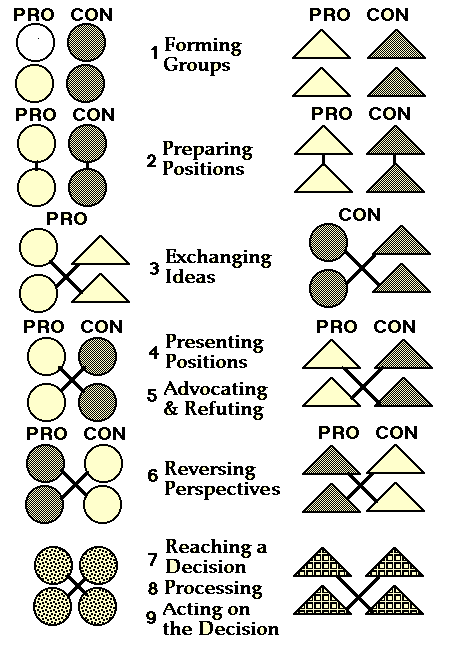 PRO CON
PRO CON
1 Forming
Groups
PRO CON
PRO CON
2 Preparing
Positions
PRO
CON
3 Exchanging
Ideas
PRO CON
PRO CON
4 Presenting
Positions
5 Advocating
& Refuting
PRO CON
PRO CON
6 Reversing
Perspectives
7 Reaching a
Decision
8 Processing
9 Acting on
the Decision